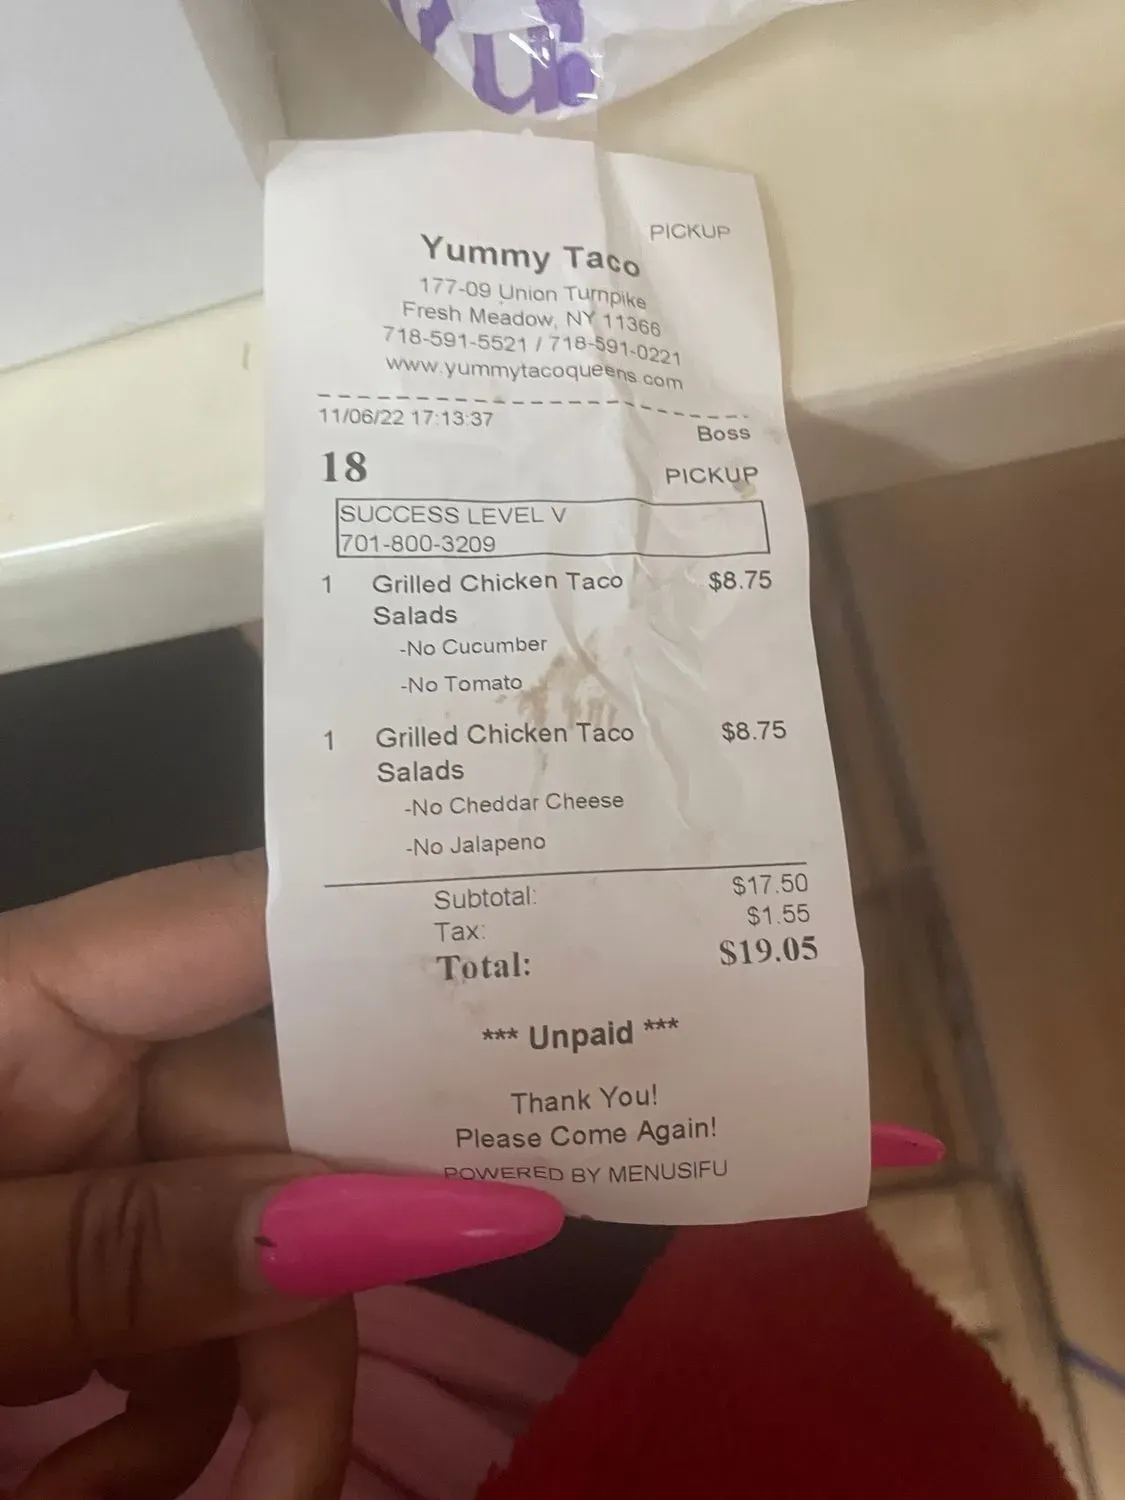 u!
PICKUP
Yummy Taco
177-09 Union Turnpike
Fresh Meadow, NY 11366
718-591-5521 / 718-591-0221
www.yummytacoqueens.com
11/06/22 17:13:37
Boss
18
PICKUP
SUCCESS LEVEL V
701-800-3209
1 Grilled Chicken Taco $8.75
Salads
-No Cucumber
-No Tomato
1 Grilled Chicken Taco $8.75
Salads
-No Cheddar Cheese
-No Jalapeno
Subtotal: $17.50
Tax: $1.55
Total: $19.05
*** Unpaid ***
Thank You!
Please Come Again!
POWERED BY MENUSIFU